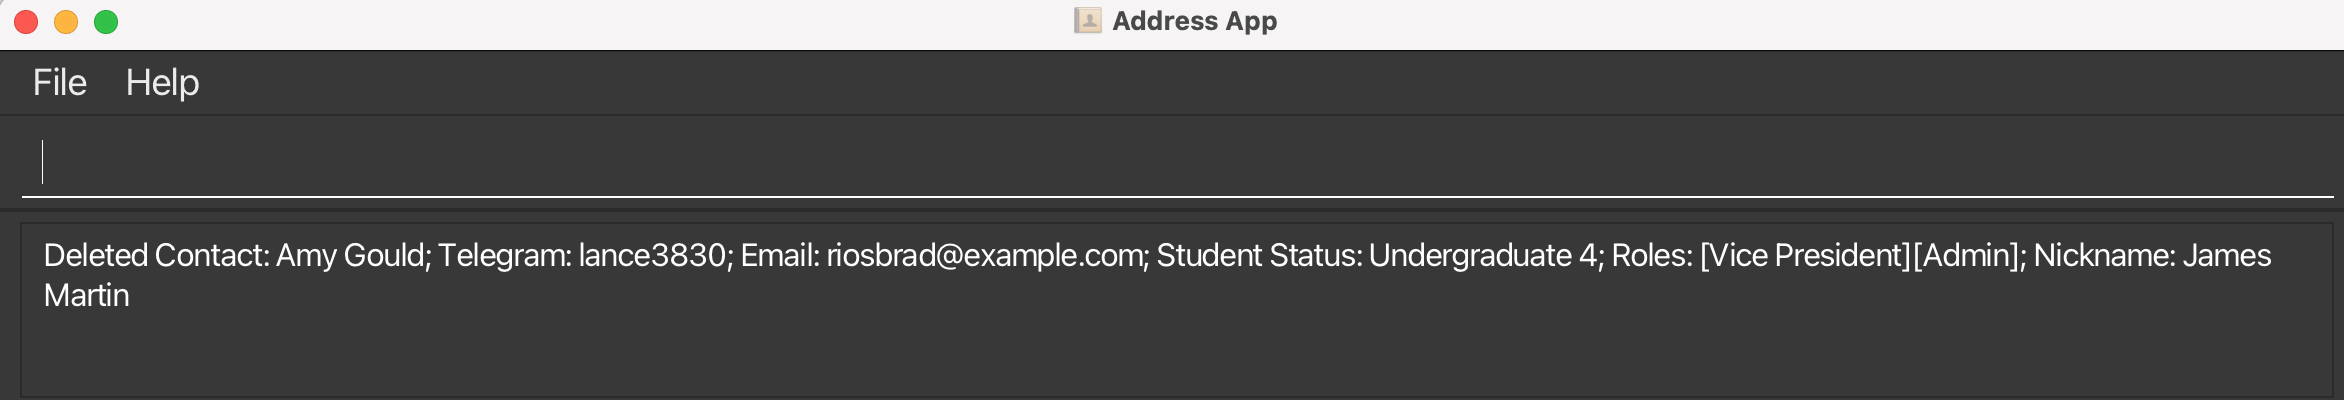 Address App
File Help
Deleted Contact: Amy Gould; Telegram: lance3830; Email: riosbrad@example.com; Student Status: Undergraduate 4; Roles: [Vice President][Admin]; Nickname: James
Martin